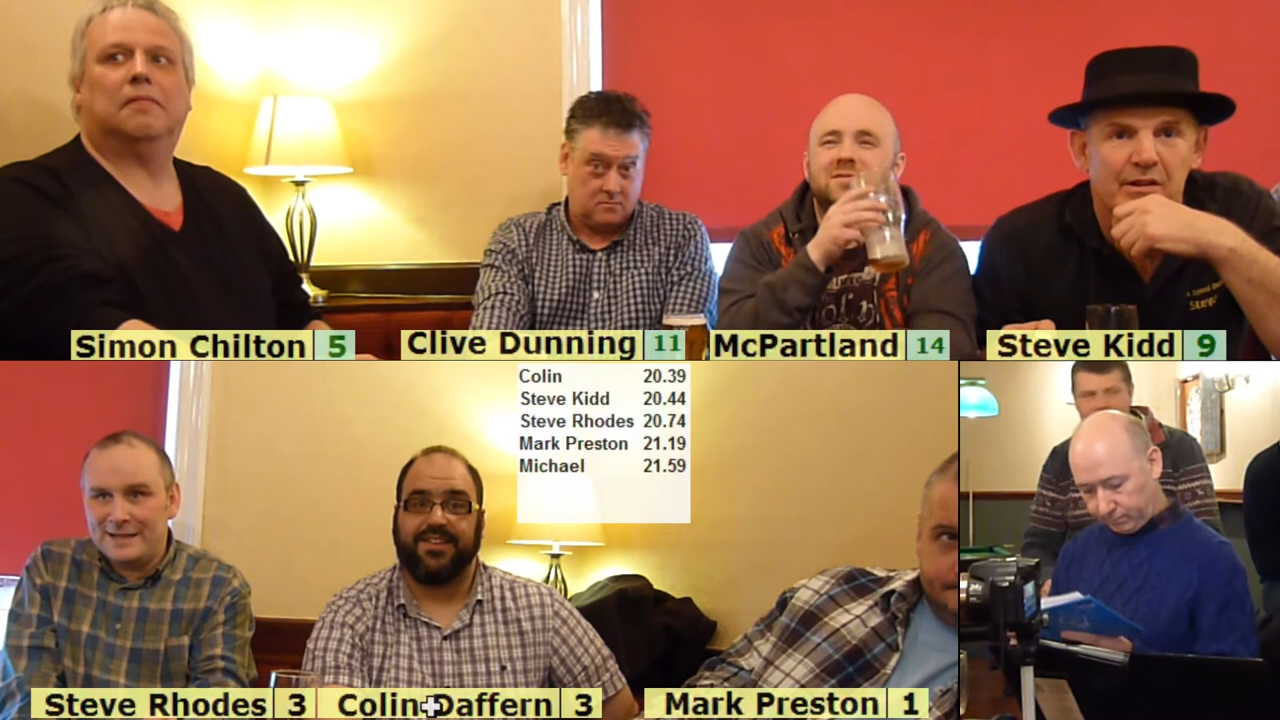 Steve
Simon Chilton 5
Clive Dunning 11
McPartland 14
Steve Kidd 9
Colin 20.39
Steve Kidd 20.44
Steve Rhodes 20.74
Mark Preston 21.19
Michael 21.59
Steve Rhodes 3
Colin Daffern 3
Mark Preston 1